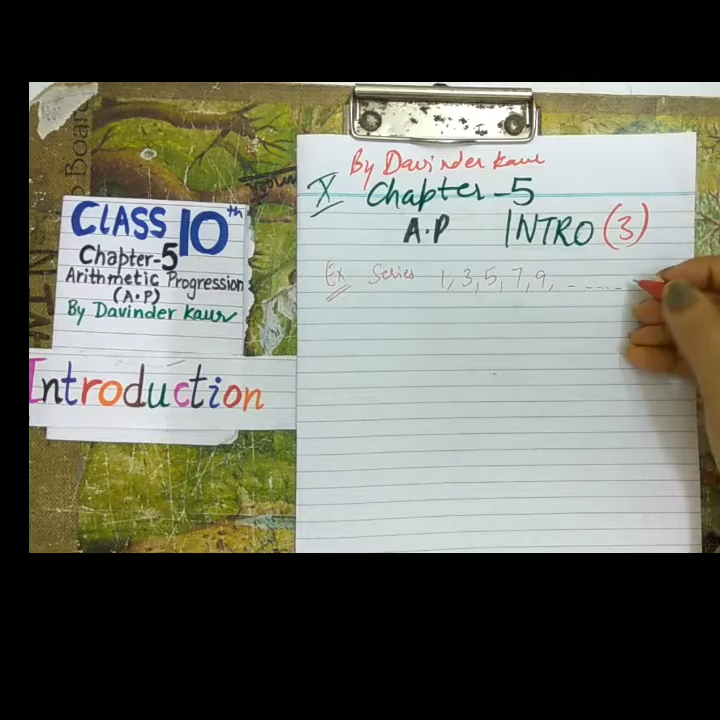 CLASS 10th
Chapter-5
Arithmetic Progression
(A.P)
By Davinder Kaur
Introduction
By Davinder Kaur
X Chapter-5
A.P INTRO (3)
Ex Series 1, 3, 5, 7, 9, - - - - - -